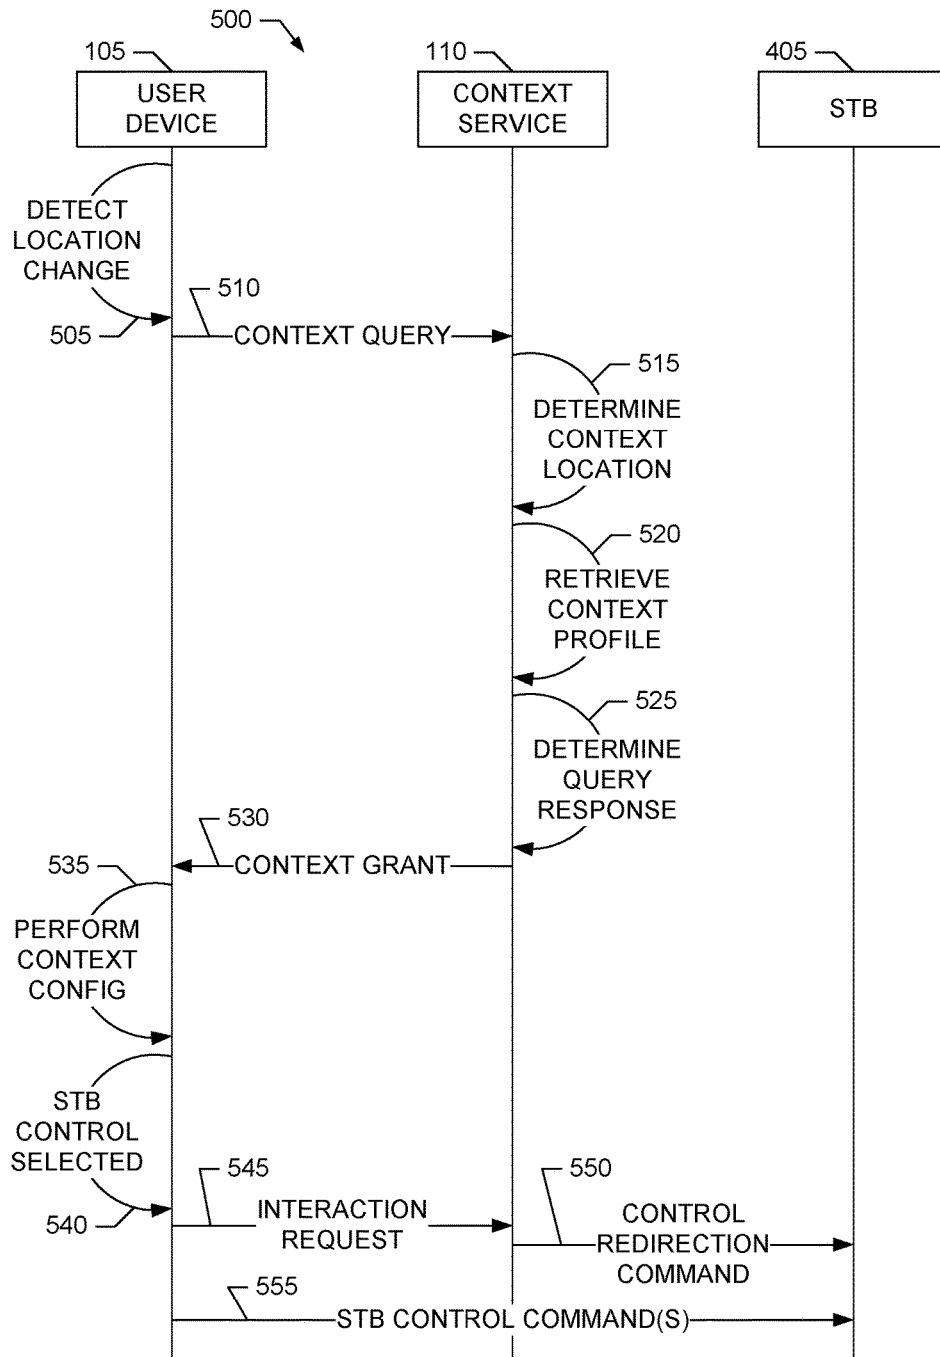 500
105
110
405
USER
DEVICE
CONTEXT
SERVICE
STB
DETECT
LOCATION
CHANGE
505
510
CONTEXT QUERY
515
DETERMINE
CONTEXT
LOCATION
520
RETRIEVE
CONTEXT
PROFILE
525
DETERMINE
QUERY
RESPONSE
530
CONTEXT GRANT
535
PERFORM
CONTEXT
CONFIG
STB
CONTROL
SELECTED
540
545
INTERACTION
REQUEST
550
CONTROL
REDIRECTION
COMMAND
555
STB CONTROL COMMAND(S)